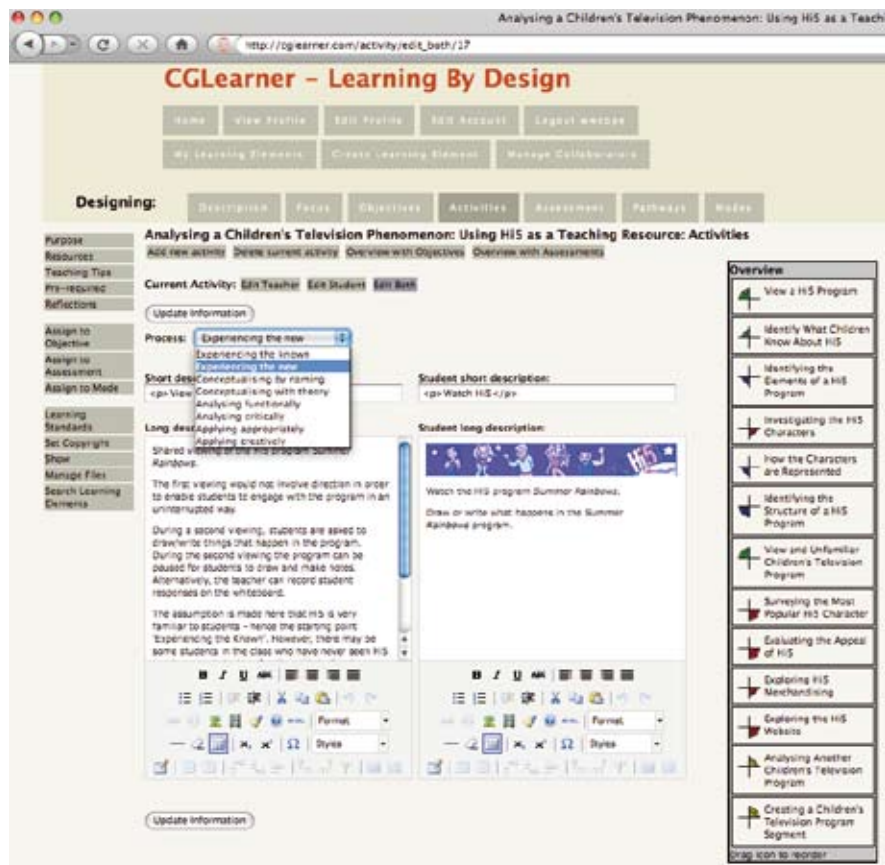 Analysing a Children's Television Phenomenon: Using Hi5 as a Teach
http://cglearner.com/activity/edit_both/17
CGLearner – Learning By Design
Home View Profile Edit Profile Edit Account Logout
My Learning Elements Create Learning Element Manage Collaborators
Designing: Description Focus Objectives Activities Assessment Pathways Modes
Analysing a Children's Television Phenomenon: Using Hi5 as a Teaching Resource: Activities
Add new activity Delete current activity Overview with Objectives Overview with Assessments
Purpose
Resources
Teaching Tips
Pre-required
Reflections
Assign to
Objective
Assign to
Assessment
Assign to Mode
Learning
Standards
Set Copyright
Show
Manage Files
Search Learning
Elements
Current Activity: Edit Teacher Edit Student Edit Both
Update Information
Process: Experiencing the new
Experiencing the known
Experiencing the new
Conceptualising by naming
Conceptualising with theory
Analysing functionally
Analysing critically
Applying appropriately
Applying creatively
Short des
<p>View
Long desc
Shared viewing of the Hi5 program Summer
Rainbows.
The first viewing would not involve direction in order
to enable students to engage with the program in an
uninterrupted way.
During a second viewing, students are asked to
draw/write things that happen in the program.
During the second viewing the program can be
paused for students to draw and make notes.
Alternatively, the teacher can record student
responses on the whiteboard.
The assumption is made here that Hi5 is very
familiar to students – hence the starting point
'Experiencing the Known'. However, there may be
some students in the class who have never seen Hi5
Student short description:
<p>Watch Hi5</p>
Student long description:
Hi5
Watch the Hi5 program Summer Rainbows.
Draw or write what happens in the Summer
Rainbows program.
B I U ABC
Format
Styles
B I U ABC
Format
Styles
Update Information
Overview
View a Hi5 Program
Identify What Children
Know About Hi5
Identifying the
Elements of a Hi5
Program
Investigating the Hi5
Characters
How the Characters
are Represented
Identifying the
Structure of a Hi5
Program
View and Unfamiliar
Children's Television
Program
Surveying the Most
Popular Hi5 Character
Evaluating the Appeal
of Hi5
Exploring Hi5
Merchandising
Exploring the Hi5
Website
Analysing Another
Children's Television
Program
Creating a Children's
Television Program
Segment
Drag icon to reorder